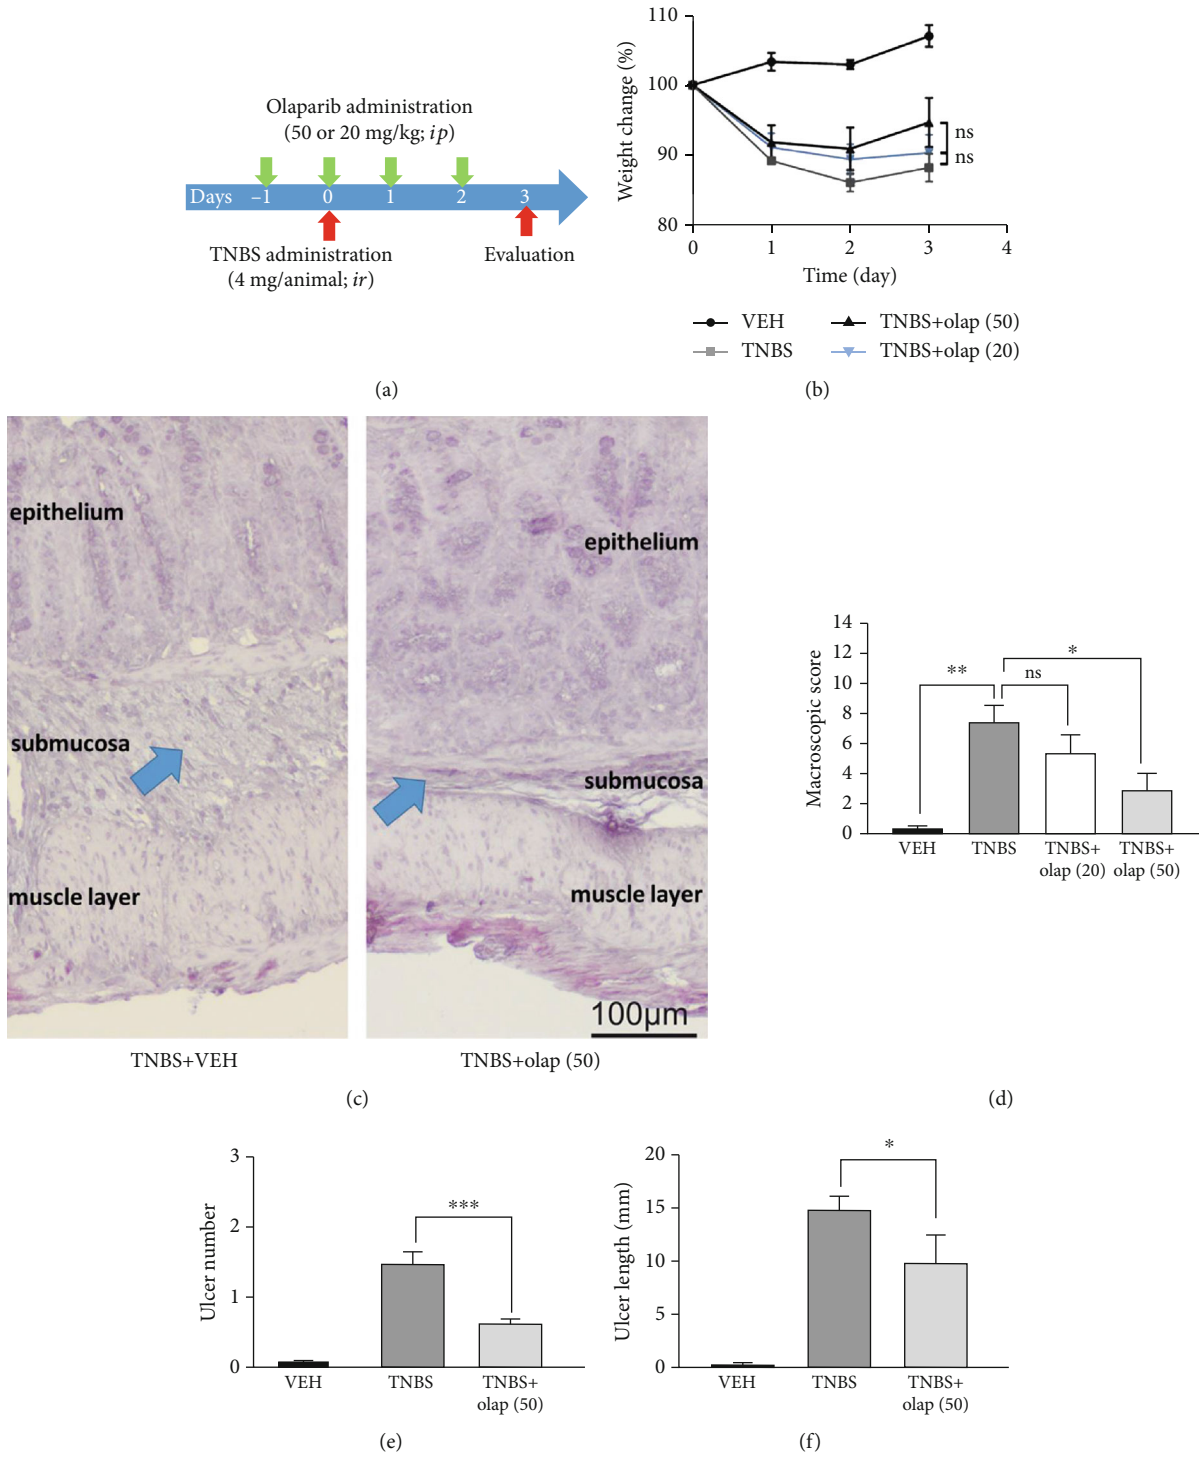 Olaparib administration
(50 or 20 mg/kg; ip)
Days –1 0 1 2 3
TNBS administration
(4 mg/animal; ir)
Evaluation
(a)
Weight change (%)
110
100
90
80
0 1 2 3 4
Time (day)
ns
ns
VEH
TNBS
TNBS+olap (50)
TNBS+olap (20)
(b)
epithelium
submucosa
muscle layer
TNBS+VEH
epithelium
submucosa
muscle layer
100µm
TNBS+olap (50)
(c)
Macroscopic score
14
12
10
8
6
4
2
0
**
ns
*
VEH
TNBS
TNBS+
olap (20)
TNBS+
olap (50)
(d)
Ulcer number
3
2
1
0
***
VEH
TNBS
TNBS+
olap (50)
(e)
Ulcer length (mm)
20
15
10
5
0
*
VEH
TNBS
TNBS+
olap (50)
(f)